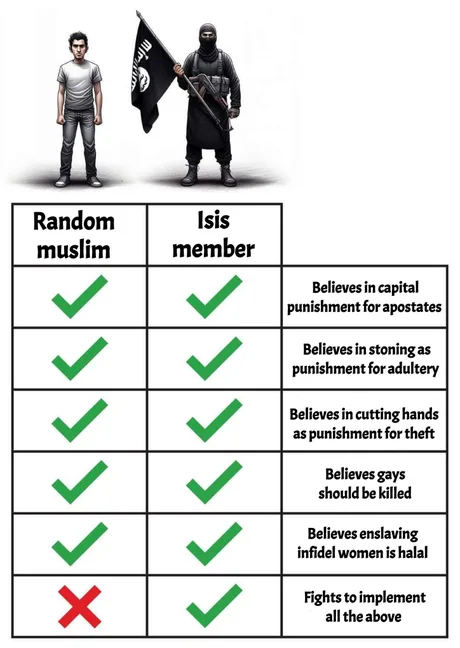 Random
muslim
Isis
member
Believes in capital
punishment for apostates
Believes in stoning as
punishment for adultery
Believes in cutting hands
as punishment for theft
Believes gays
should be killed
Believes enslaving
infidel women is halal
Fights to implement
all the above